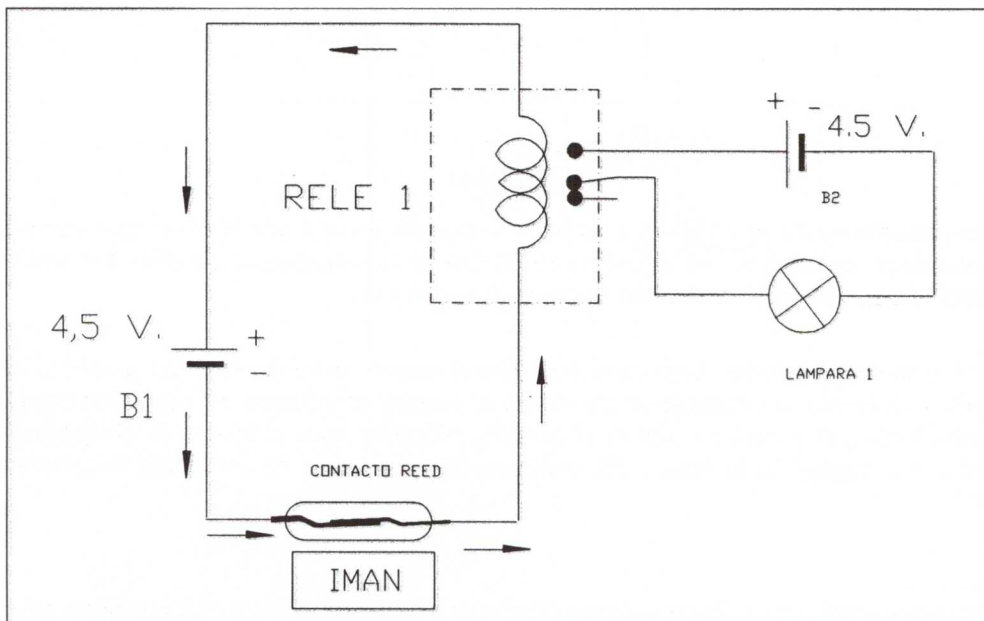 + -
4.5 V.
B2
RELE 1
4,5 V.
+
-
B1
LAMPARA 1
CONTACTO REED
IMAN